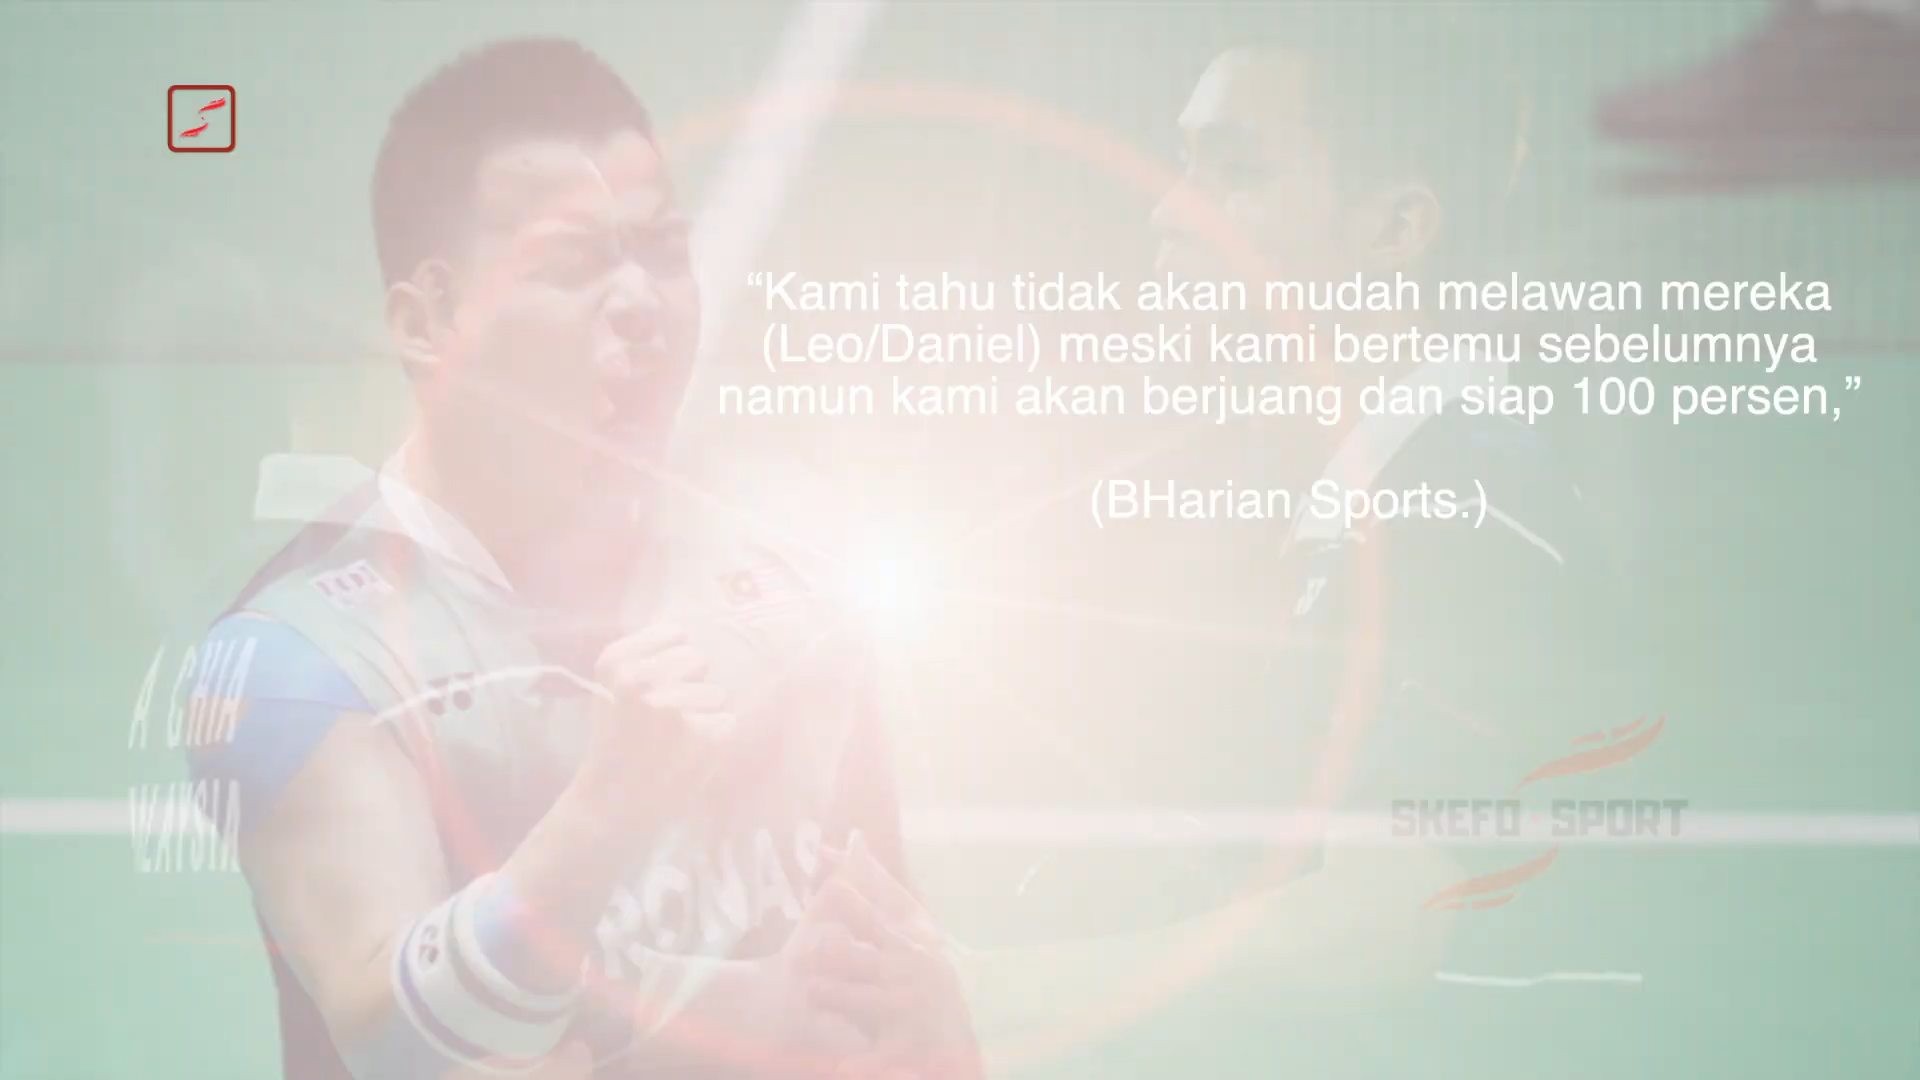 “Kami tahu tidak akan mudah melawan mereka
(Leo/Daniel) meski kami bertemu sebelumnya
namun kami akan berjuang dan siap 100 persen,”
(BHarian Sports.)
A CHIA
SKEFO SPORT